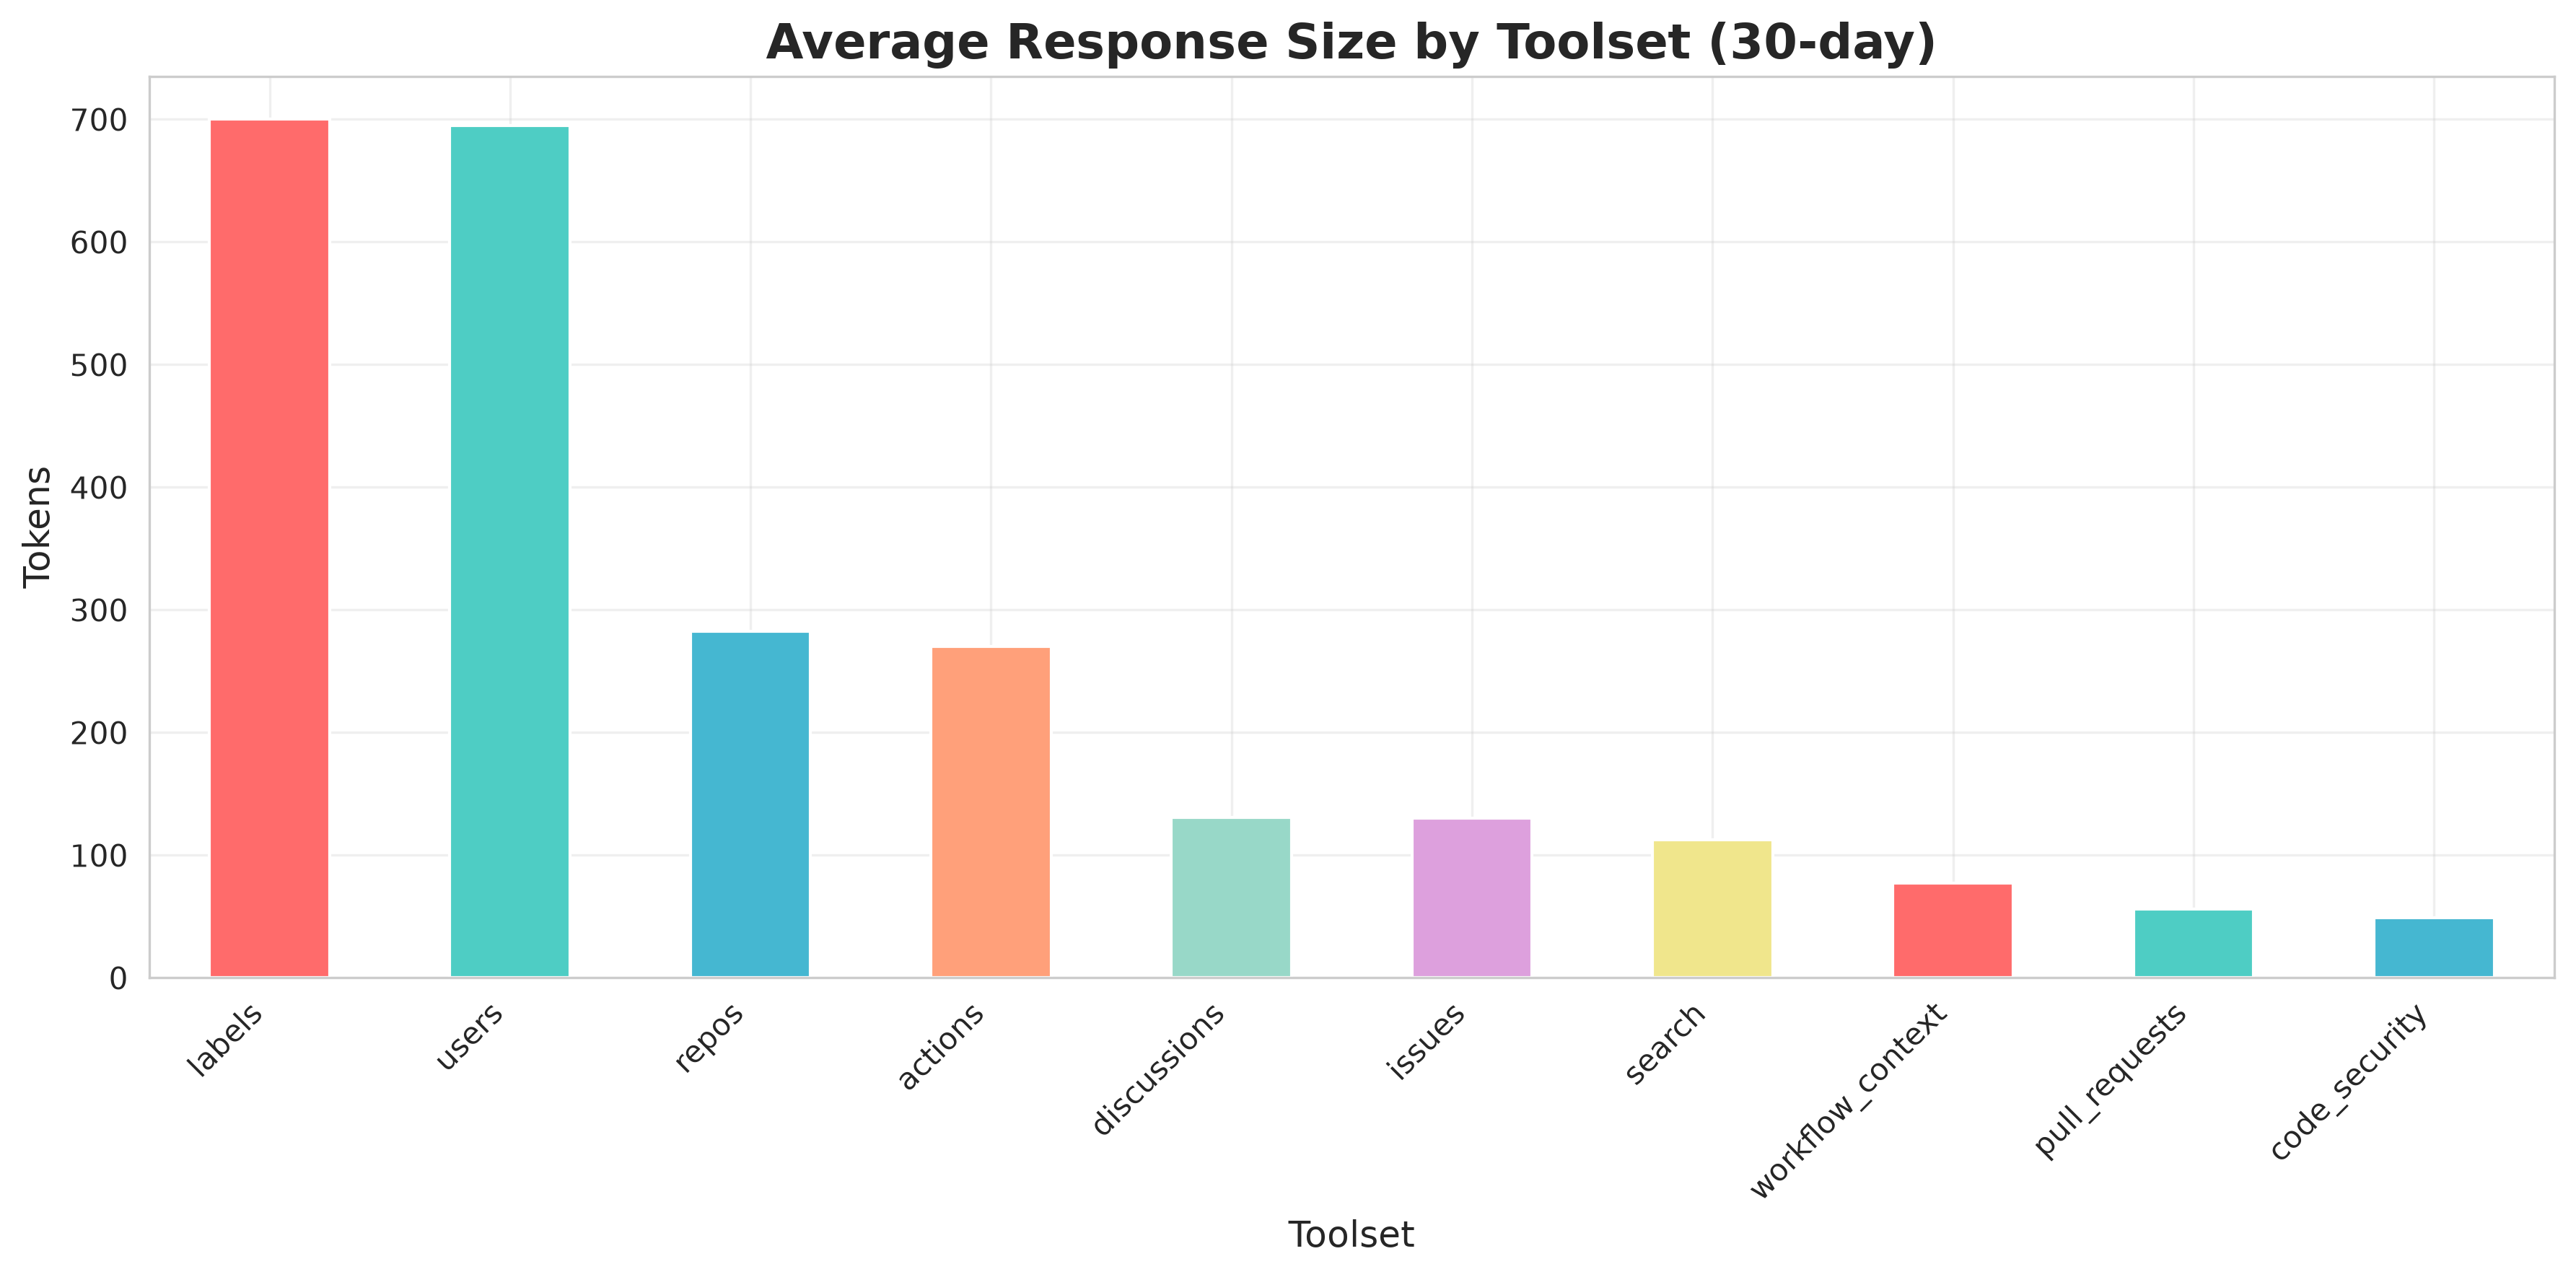 Average Response Size by Toolset (30-day)
Tokens
700
600
500
400
300
200
100
0
labels
users
repos
actions
discussions
issues
search
workflow_context
pull_requests
code_security
Toolset